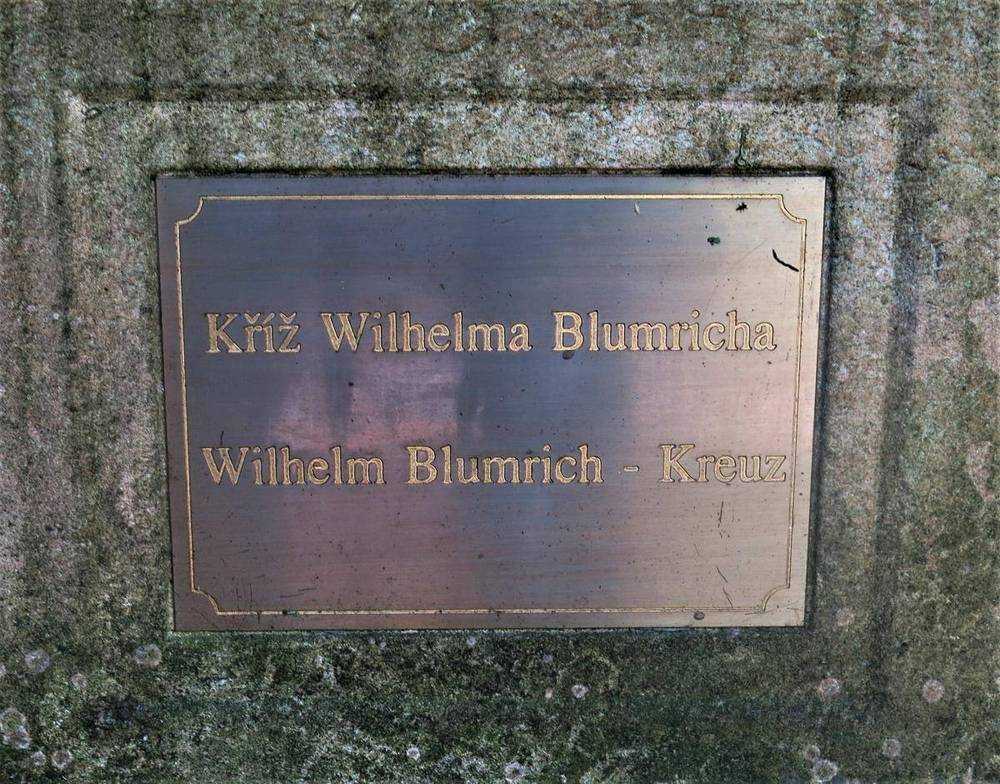 Kříž Wilhelma Blumricha
Wilhelm Blumrich - Kreuz